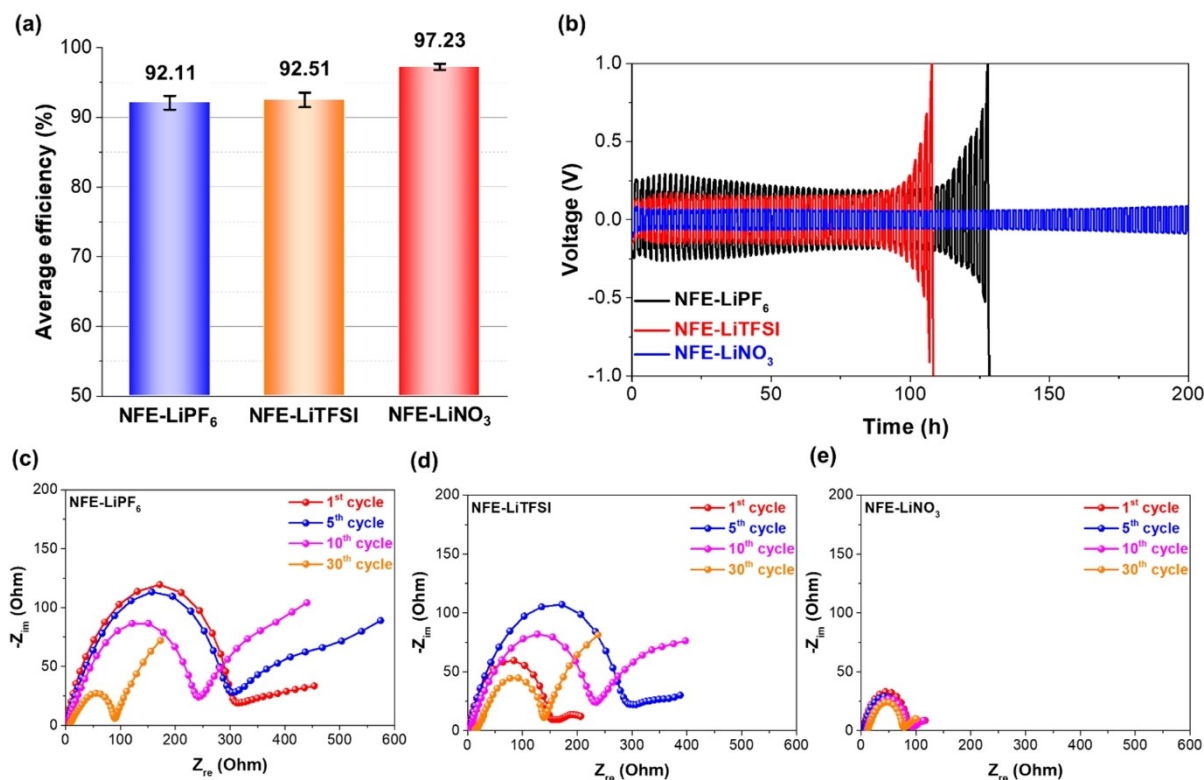 (a)
Average efficiency (%)
100
90
80
70
60
50
92.11
92.51
97.23
NFE-LiPF₆
NFE-LiTFSI
NFE-LiNO₃
(b)
Voltage (V)
1.0
0.5
0.0
-0.5
-1.0
NFE-LiPF₆
NFE-LiTFSI
NFE-LiNO₃
0
50
100
150
200
Time (h)
(c)
NFE-LiPF₆
1st cycle
5th cycle
10th cycle
30th cycle
-Zim (Ohm)
200
150
100
50
0
0 100 200 300 400 500 600
Zre (Ohm)
(d)
NFE-LiTFSI
1st cycle
5th cycle
10th cycle
30th cycle
-Zim (Ohm)
200
150
100
50
0
0 100 200 300 400 500 600
Zre (Ohm)
(e)
NFE-LiNO₃
1st cycle
5th cycle
10th cycle
30th cycle
-Zim (Ohm)
200
150
100
50
0
0 100 200 300 400 500 600
Zre (Ohm)